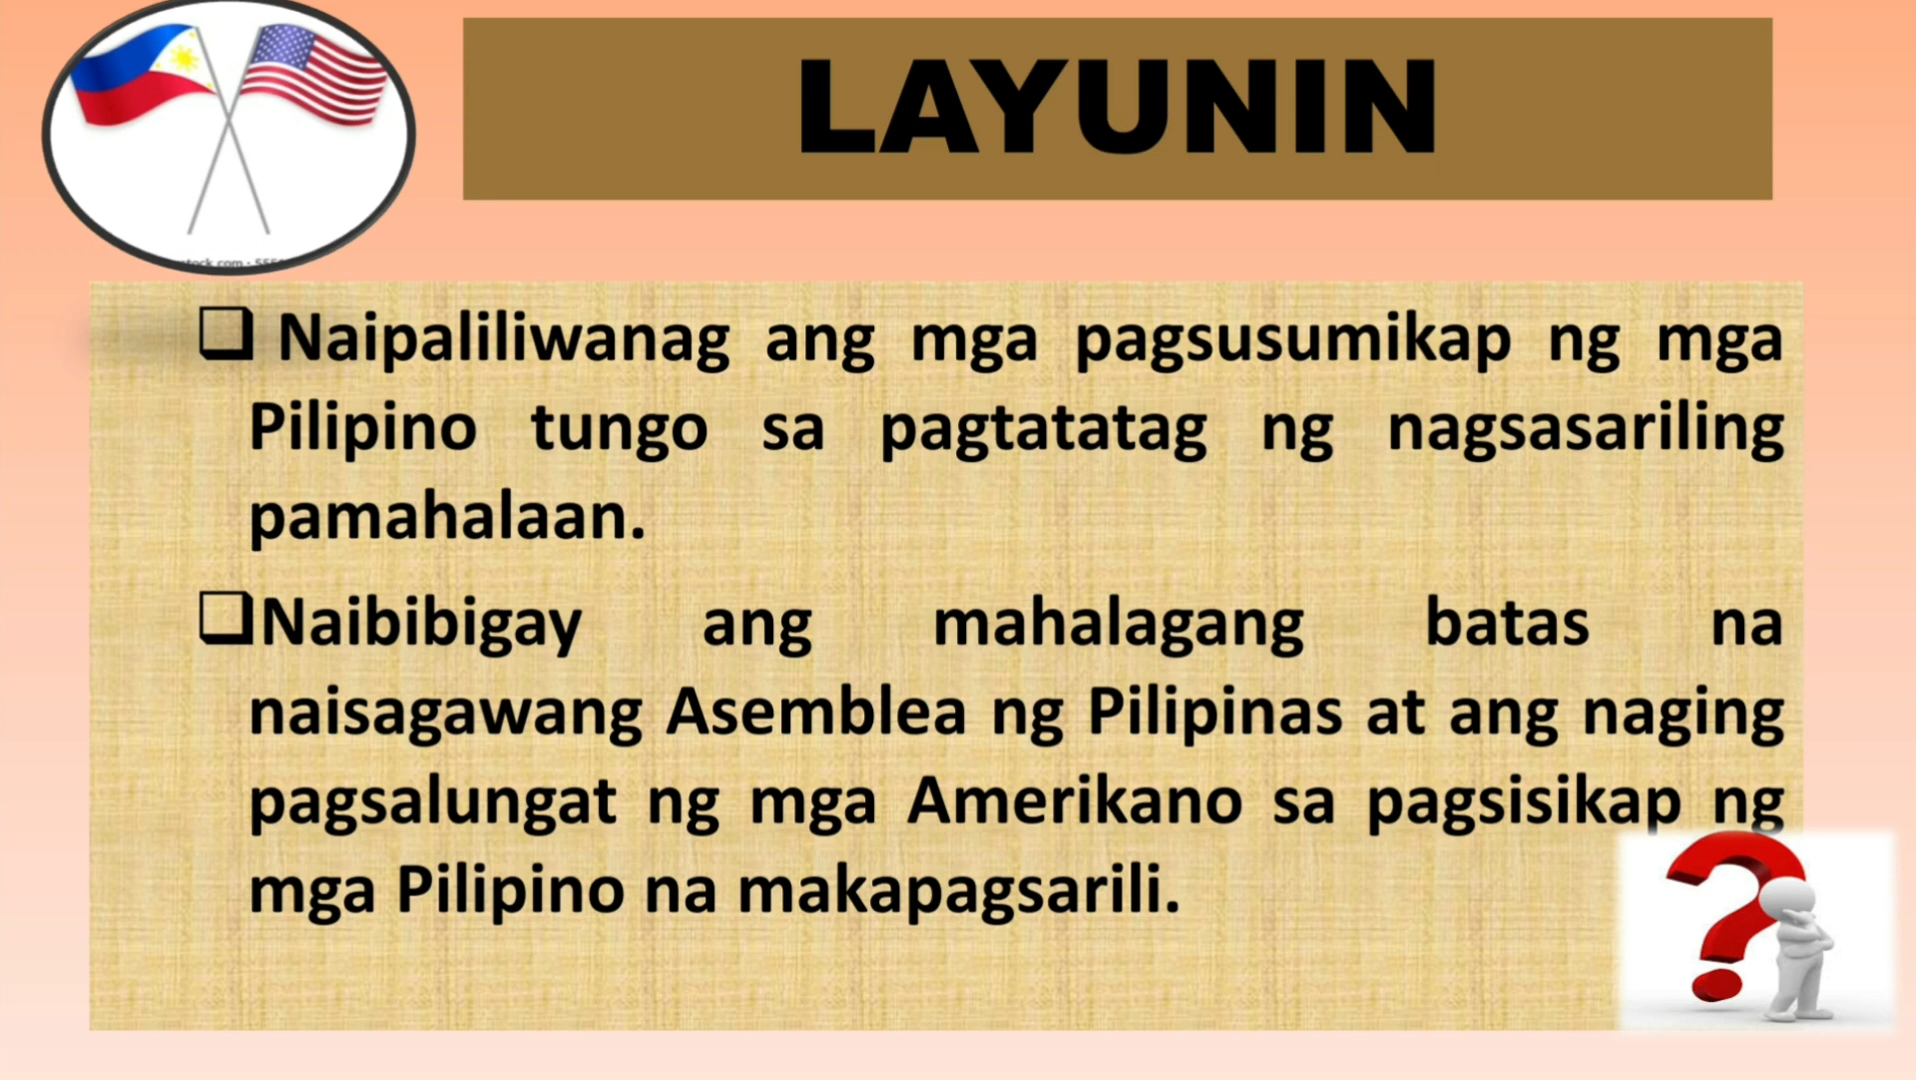 LAYUNIN
Naipaliliwanag ang mga pagsusumikap ng mga
Pilipino tungo sa pagtatatag ng nagsasariling
pamahalaan.
Naibibigay ang mahalagang batas na
naisagawang Asemblea ng Pilipinas at ang naging
pagsalungat ng mga Amerikano sa pagsisikap ng
mga Pilipino na makapagsarili.